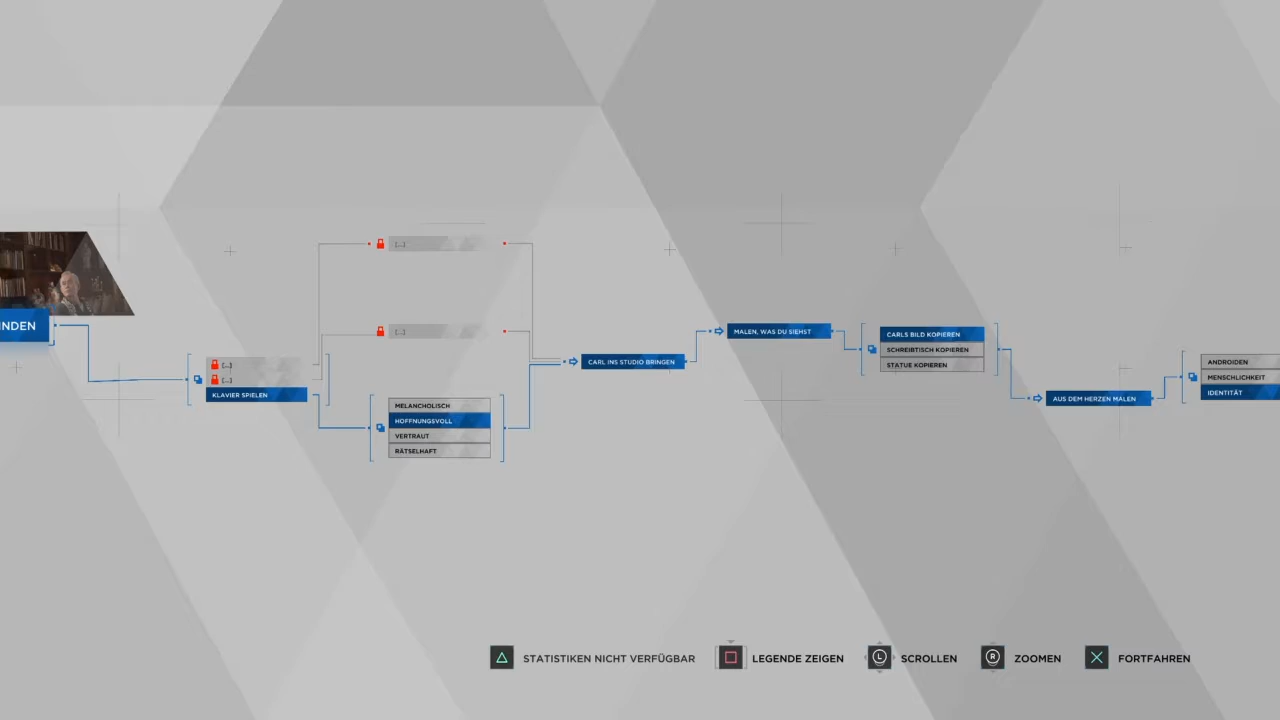 INDEN
[...]
[...]
KLAVIER SPIELEN
[...]
[...]
MELANCHOLISCH
HOFFNUNGSVOLL
VERTRAUT
RÄTSELHAFT
CARL INS STUDIO BRINGEN
MALEN, WAS DU SIEHST
CARLS BILD KOPIEREN
SCHREIBTISCH KOPIEREN
STATUE KOPIEREN
AUS DEM HERZEN MALEN
ANDROIDEN
MENSCHLICHKEIT
IDENTITÄT
STATISTIKEN NICHT VERFÜGBAR
LEGENDE ZEIGEN
L
SCROLLEN
R
ZOOMEN
FORTFAHREN